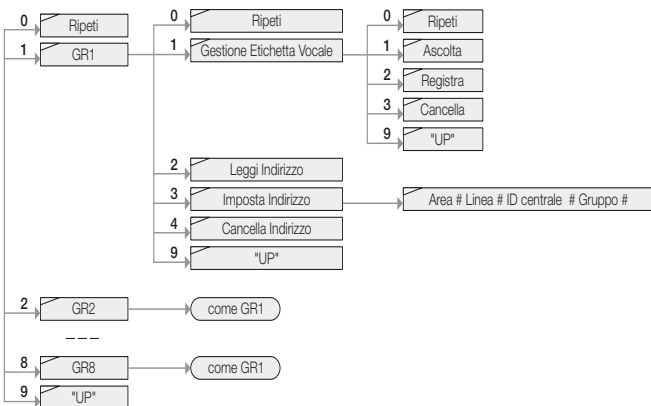 0 Ripeti
1 GR1
0 Ripeti
1 Gestione Etichetta Vocale
0 Ripeti
1 Ascolta
2 Registra
3 Cancella
9 "UP"
2 Leggi Indirizzo
3 Imposta Indirizzo
Area # Linea # ID centrale # Gruppo #
4 Cancella Indirizzo
9 "UP"
2 GR2
come GR1
---
8 GR8
come GR1
9 "UP"